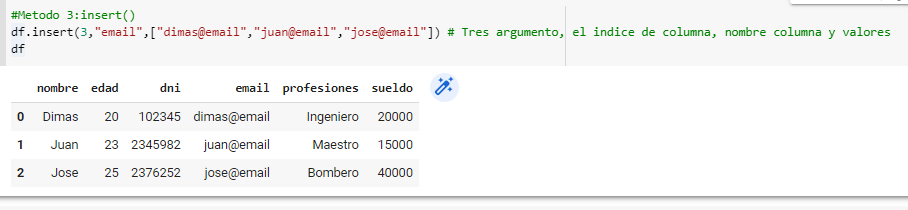 #Metodo 3:insert()
df.insert(3,"email",["dimas@email","juan@email","jose@email"]) # Tres argumento, el indice de columna, nombre columna y valores
df
nombre edad dni email profesiones sueldo
0 Dimas 20 102345 dimas@email Ingeniero 20000
1 Juan 23 2345982 juan@email Maestro 15000
2 Jose 25 2376252 jose@email Bombero 40000